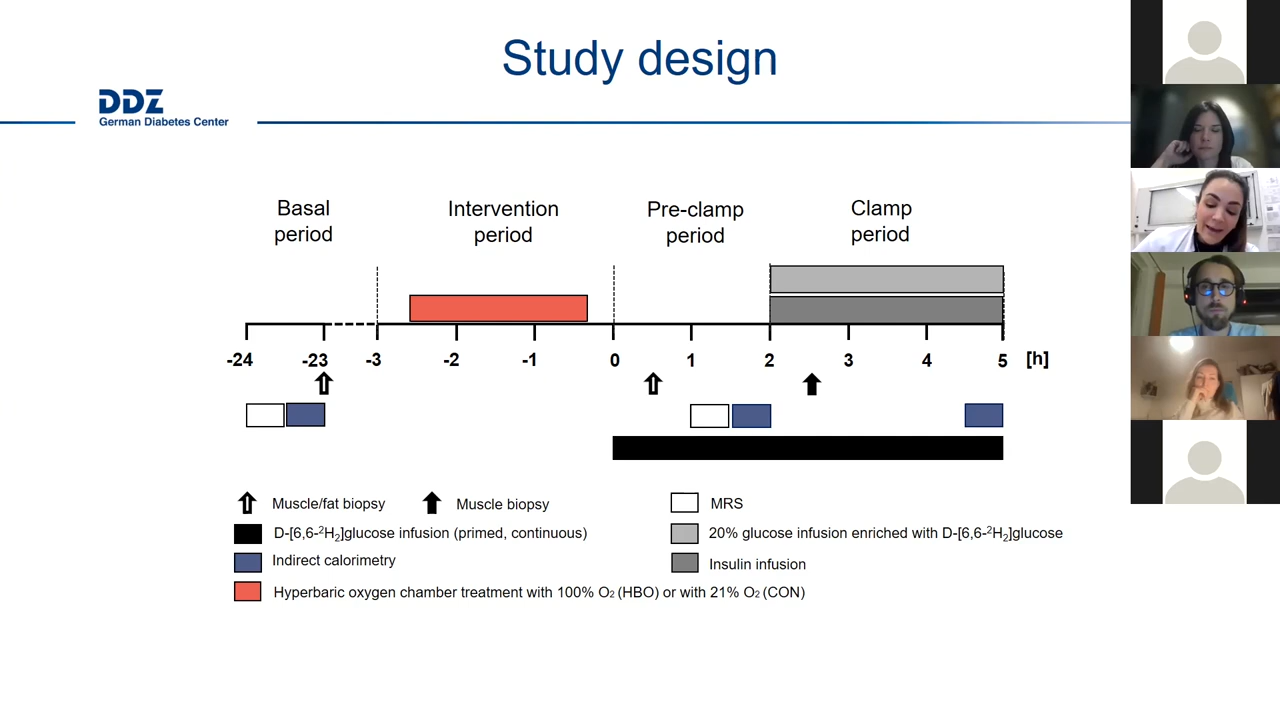 Study design
DDZ
German Diabetes Center
Basal
period
Intervention
period
Pre-clamp
period
Clamp
period
-24 -23 -3 -2 -1 0 1 2 3 4 5 [h]
Muscle/fat biopsy
Muscle biopsy
MRS
D-[6,6-²H₂]glucose infusion (primed, continuous)
20% glucose infusion enriched with D-[6,6-²H₂]glucose
Indirect calorimetry
Insulin infusion
Hyperbaric oxygen chamber treatment with 100% O₂ (HBO) or with 21% O₂ (CON)